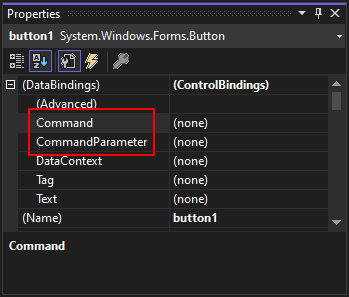 Properties
button1 System.Windows.Forms.Button
(DataBindings) (ControlBindings)
(Advanced)
Command (none)
CommandParameter (none)
DataContext (none)
Tag (none)
Text (none)
(Name) button1
Command